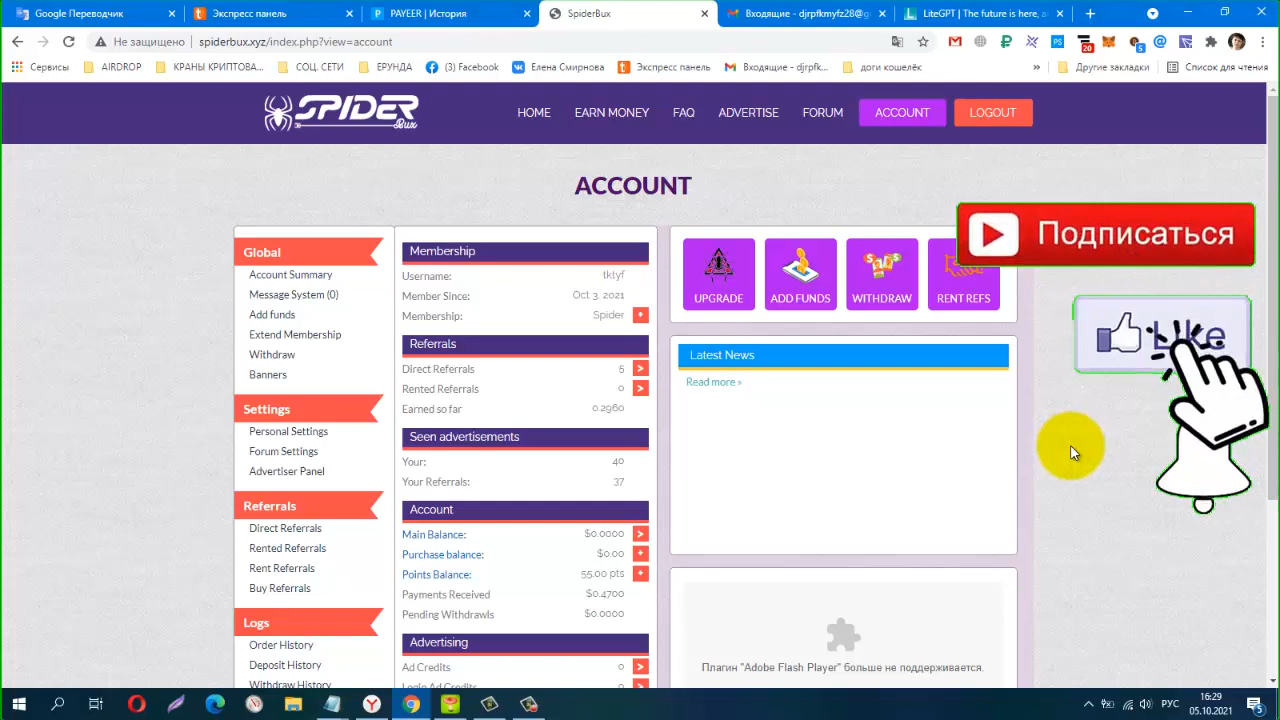 Google Переводчик
Экспресс панель
PAYEER | История
SpiderBux
Входящие - djrpfkmyfz28@g
LiteGPT | The future is here, a
Не защищено | spiderbux.xyz/index.php?view=account
Сервисы
AIRDROP
КРАНЫ КРИПТОВА...
СОЦ. СЕТИ
ЕРУНДА
(3) Facebook
Елена Смирнова
Экспресс панель
Входящие - djrpfk...
доги кошелёк
Другие закладки
Список для чтения
SPIDER
Bux
HOME
EARN MONEY
FAQ
ADVERTISE
FORUM
ACCOUNT
LOGOUT
ACCOUNT
Global
Account Summary
Message System (0)
Add funds
Extend Membership
Withdraw
Banners
Settings
Personal Settings
Forum Settings
Advertiser Panel
Referrals
Direct Referrals
Rented Referrals
Rent Referrals
Buy Referrals
Logs
Order History
Deposit History
Withdraw History
Membership
Username: tktyf
Member Since: Oct 3, 2021
Membership: Spider
Referrals
Direct Referrals 5
Rented Referrals 0
Earned so far 0.2960
Seen advertisements
Your: 40
Your Referrals: 37
Account
Main Balance: $0.0000
Purchase balance: $0.00
Points Balance: 55.00 pts
Payments Received $0.4700
Pending Withdrawls $0.0000
Advertising
Ad Credits 0
Login Ad Credits 0
UPGRADE
ADD FUNDS
WITHDRAW
RENT REFS
Latest News
Read more »
Плагин "Adobe Flash Player" больше не поддерживается.
Подписаться
Like
РУС
16:29
05.10.2021